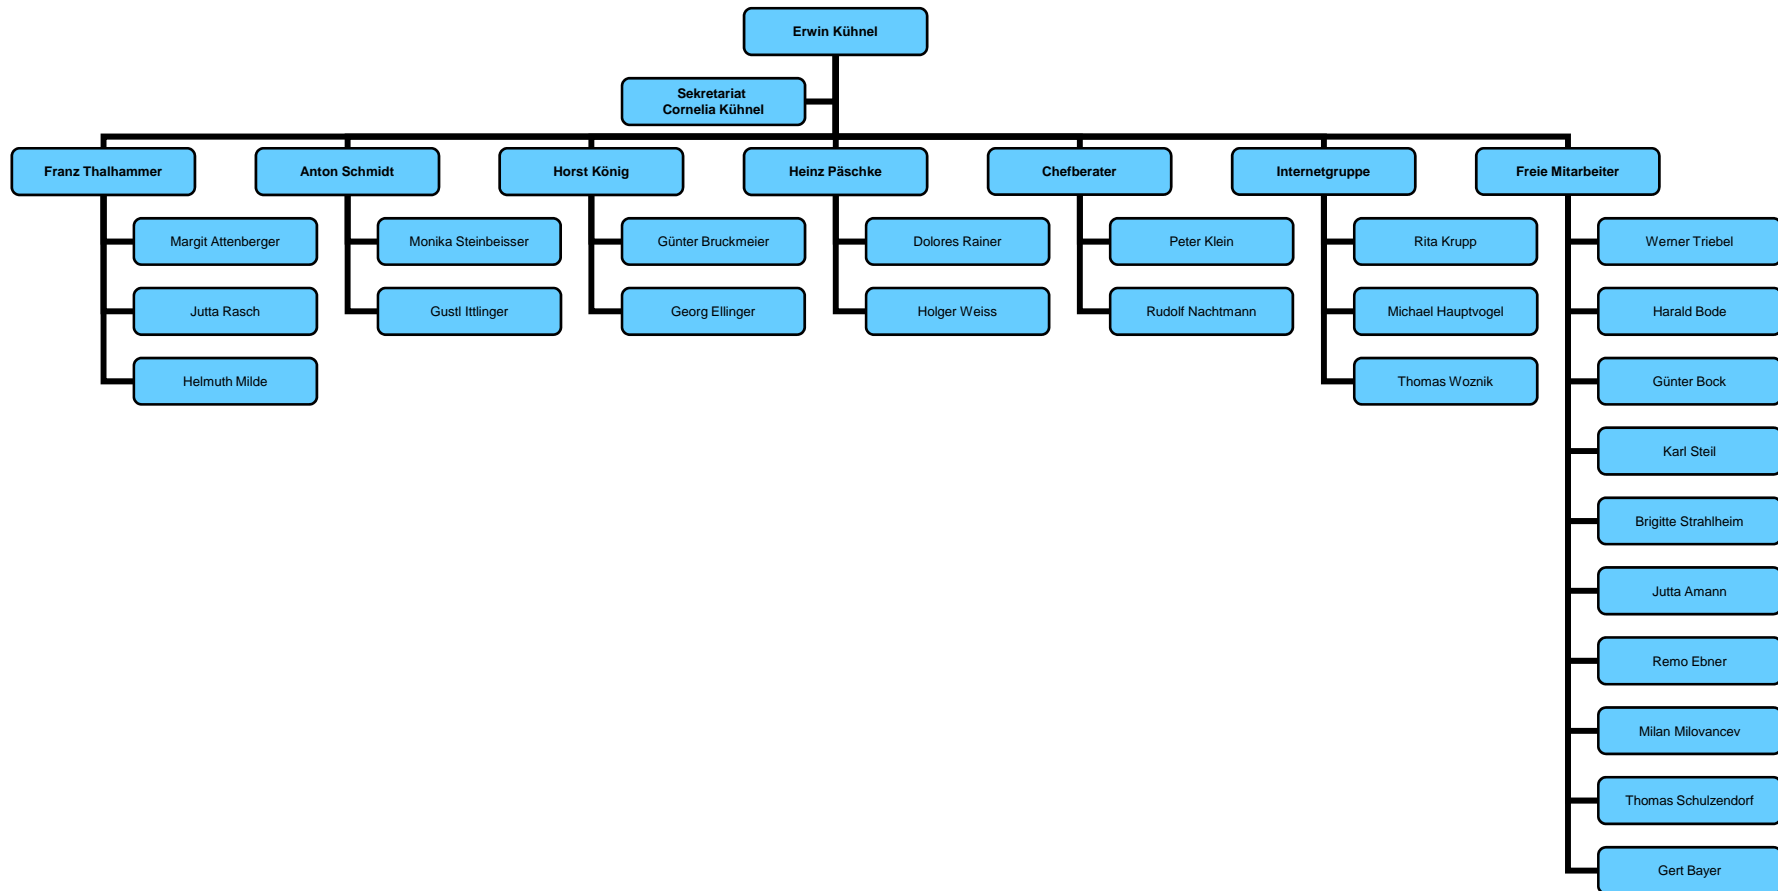 Erwin Kühnel
Sekretariat
Cornelia Kühnel
Franz Thalhammer
Anton Schmidt
Horst König
Heinz Päschke
Chefberater
Internetgruppe
Freie Mitarbeiter
Margit Attenberger
Monika Steinbeisser
Günter Bruckmeier
Dolores Rainer
Peter Klein
Rita Krupp
Werner Triebel
Jutta Rasch
Gustl Ittlinger
Georg Ellinger
Holger Weiss
Rudolf Nachtmann
Michael Hauptvogel
Harald Bode
Helmuth Milde
Thomas Woznik
Günter Bock
Karl Steil
Brigitte Strahlheim
Jutta Amann
Remo Ebner
Milan Milovancev
Thomas Schulzendorf
Gert Bayer